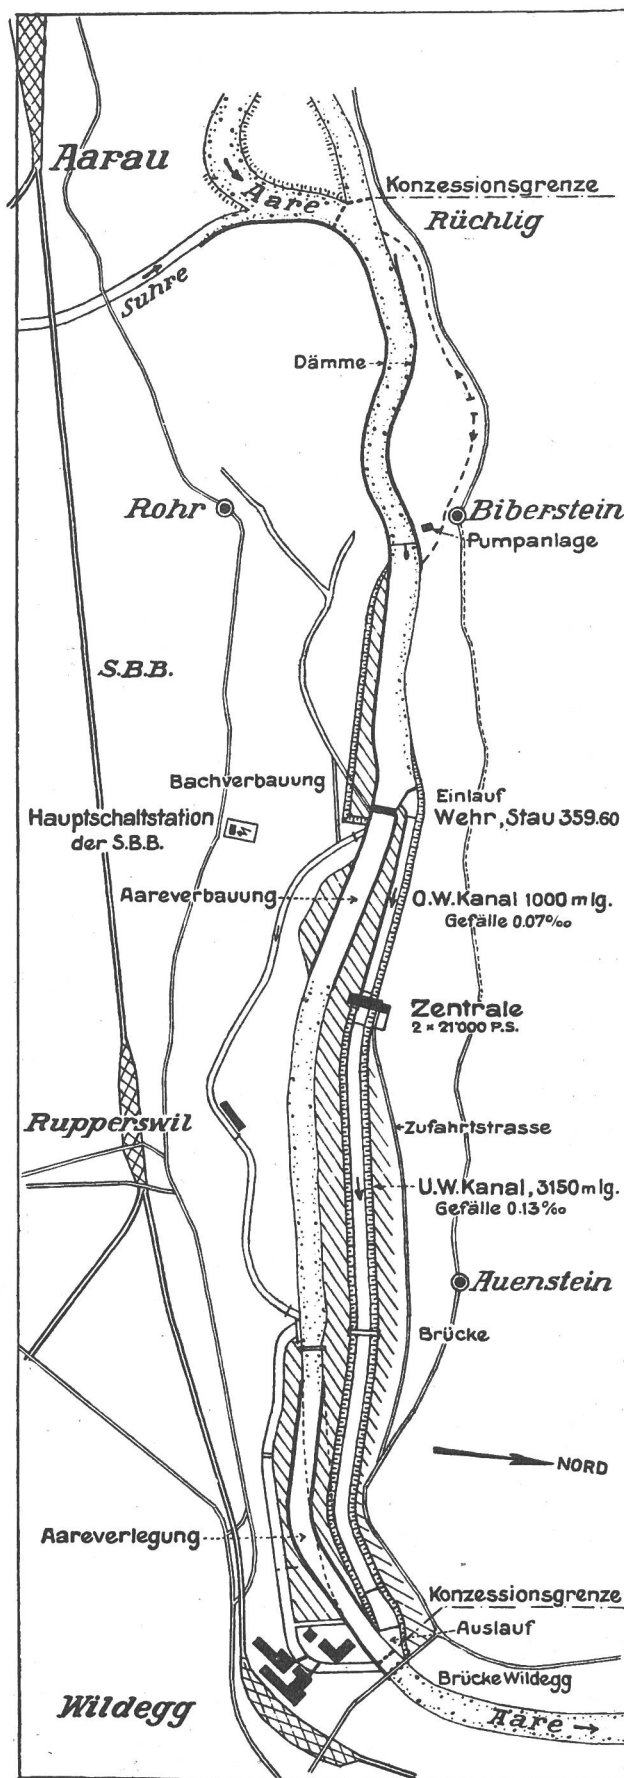 Aarau
Aare
Konzessionsgrenze
Rüchlig
Suhre
Dämme
Rohr
Biberstein
Pumpanlage
S.B.B.
Bachverbauung
Einlauf
Wehr, Stau 359.60
Hauptschaltstation
der S.B.B.
Aareverbauung
O.W. Kanal 1000 m lg.
Gefälle 0.07‰
Zentrale
2 × 21'000 P.S.
Rupperswil
Zufahrtstrasse
U.W. Kanal, 3150 m lg.
Gefälle 0.13‰
Auenstein
Brücke
NORD
Aareverlegung
Konzessionsgrenze
Auslauf
Brücke Wildegg
Wildegg
Aare